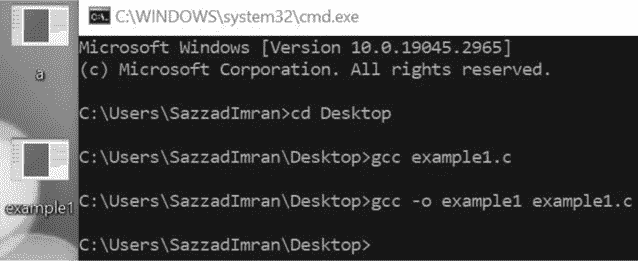 C:\WINDOWS\system32\cmd.exe
Microsoft Windows [Version 10.0.19045.2965]
(c) Microsoft Corporation. All rights reserved.
C:\Users\SazzadImran>cd Desktop
C:\Users\SazzadImran\Desktop>gcc example1.c
C:\Users\SazzadImran\Desktop>gcc -o example1 example1.c
C:\Users\SazzadImran\Desktop>
a
example1